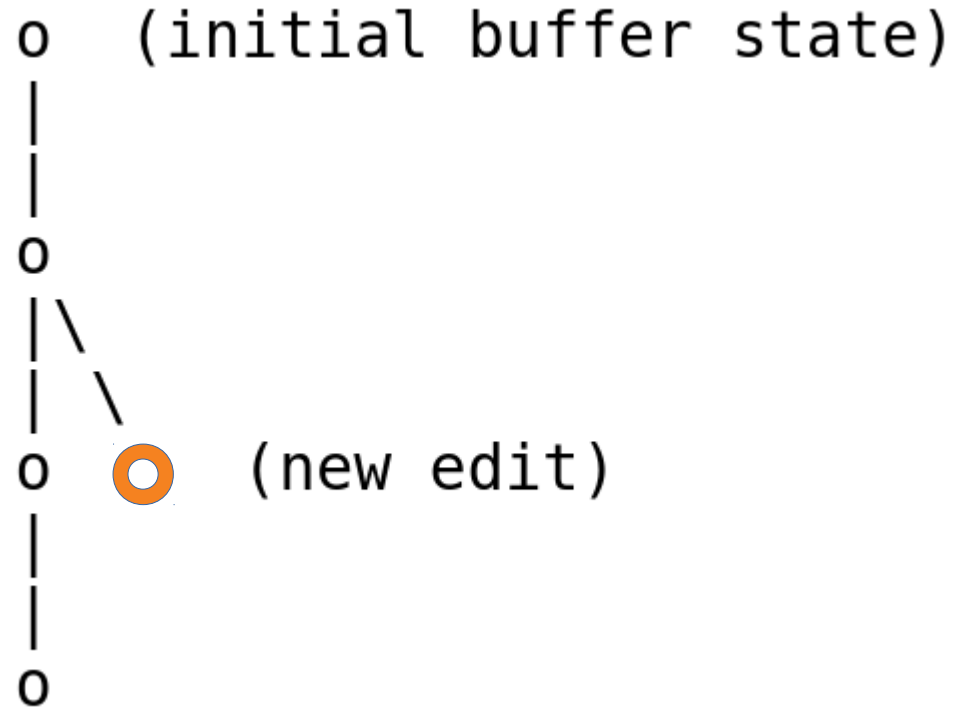 o (initial buffer state)
|
|
o
|\
| \
o (new edit)
|
|
o